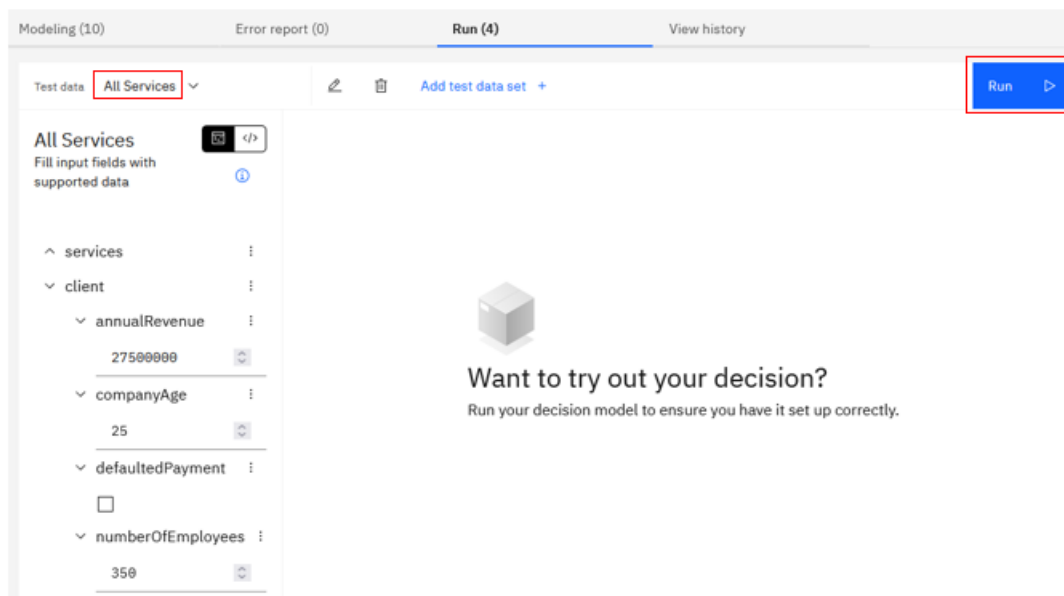 Modeling (10) Error report (0) Run (4) View history
Test data All Services Add test data set + Run
All Services </>
Fill input fields with
supported data
services
client
annualRevenue
27500000
companyAge
25
defaultedPayment
numberOfEmployees
350
Want to try out your decision?
Run your decision model to ensure you have it set up correctly.